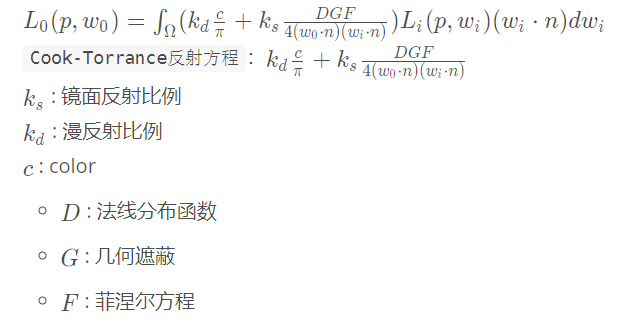 $L_0(p, w_0) = \int_{\Omega} (k_d \frac{c}{\pi} + k_s \frac{DGF}{4(w_0 \cdot n)(w_i \cdot n)}) L_i(p, w_i)(w_i \cdot n) dw_i$
Cook-Torrance反射方程 : $k_d \frac{c}{\pi} + k_s \frac{DGF}{4(w_0 \cdot n)(w_i \cdot n)}$
$k_s$ : 镜面反射比例
$k_d$ : 漫反射比例
$c$ : color
○ $D$ : 法线分布函数
○ $G$ : 几何遮蔽
○ $F$ : 菲涅尔方程